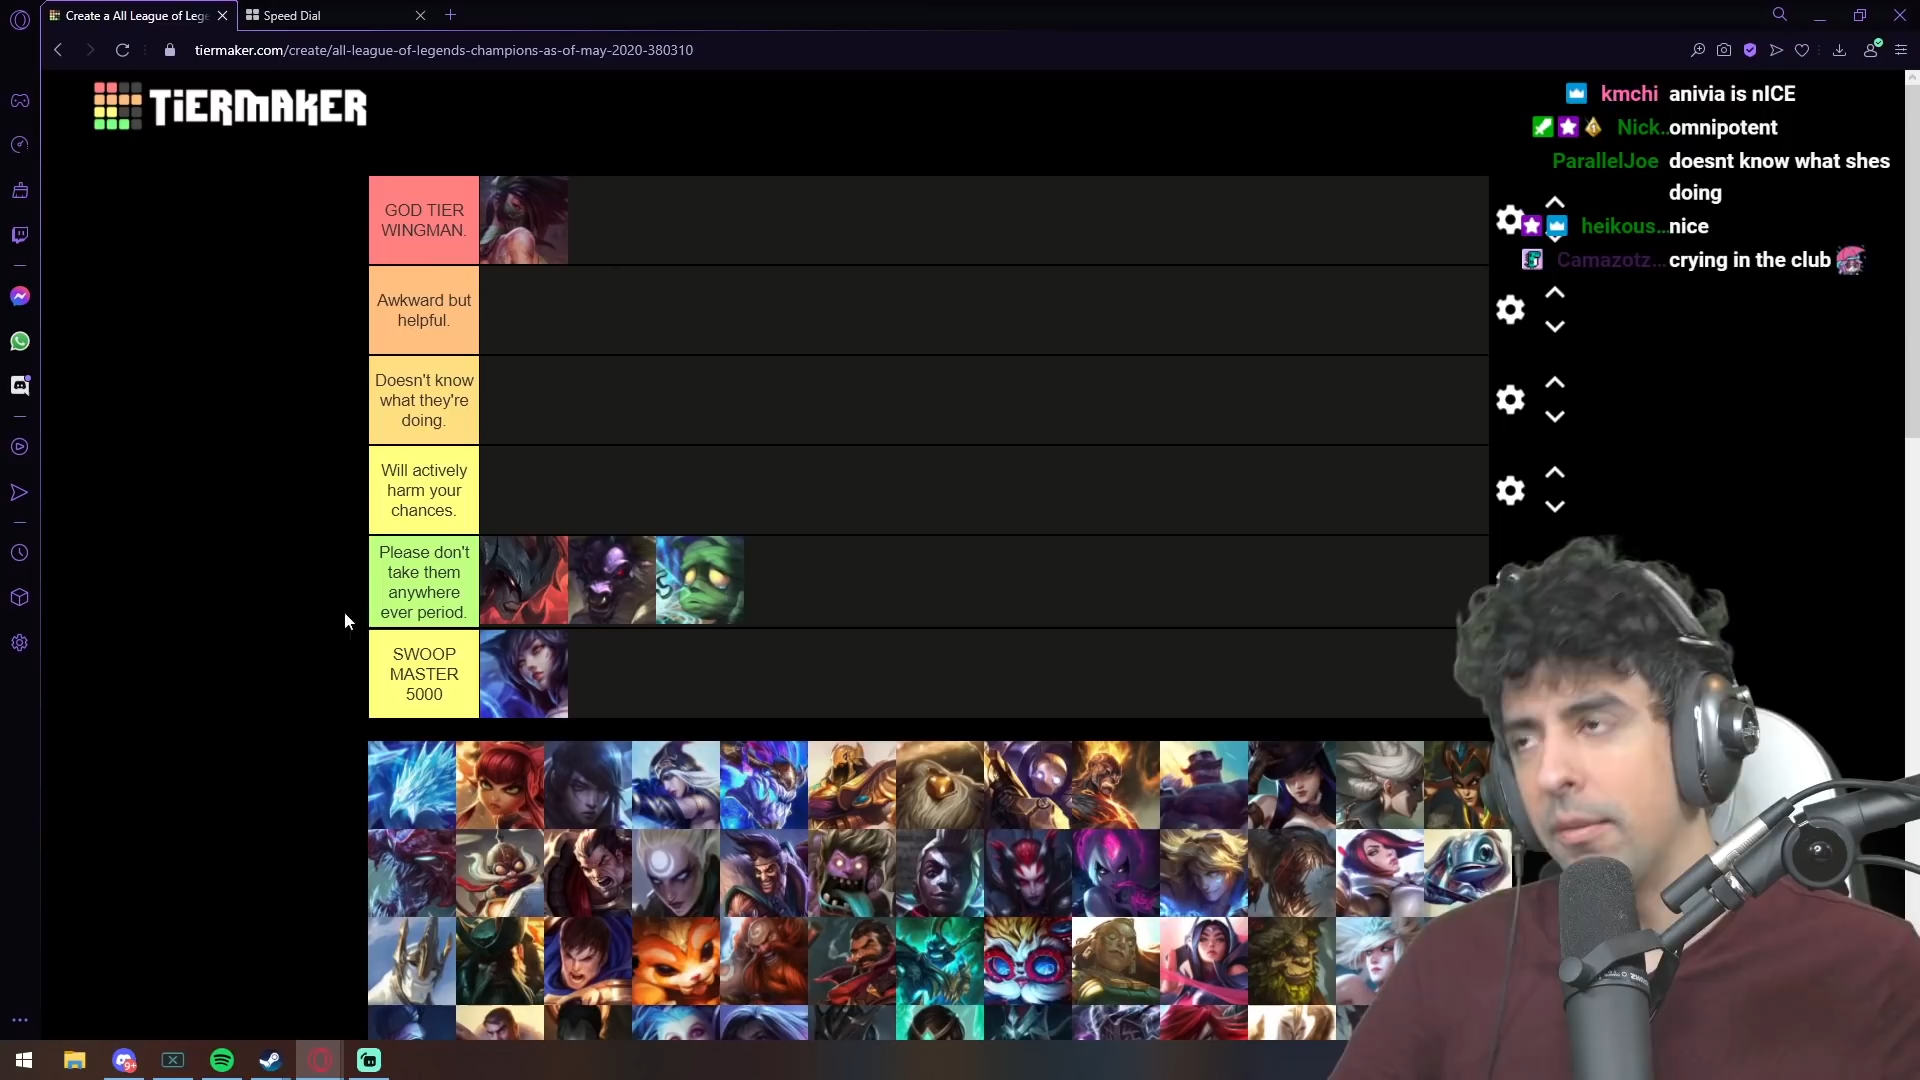 Create a All League of Lege
Speed Dial
tiermaker.com/create/all-league-of-legends-champions-as-of-may-2020-380310
TiERMAKER
kmchi anivia is nICE
Nick..omnipotent
ParallelJoe doesnt know what shes
doing
heikous...nice
Camazotz...crying in the club
GOD TIER
WINGMAN.
Awkward but
helpful.
Doesn't know
what they're
doing.
Will actively
harm your
chances.
Please don't
take them
anywhere
ever period.
SWOOP
MASTER
5000
9+